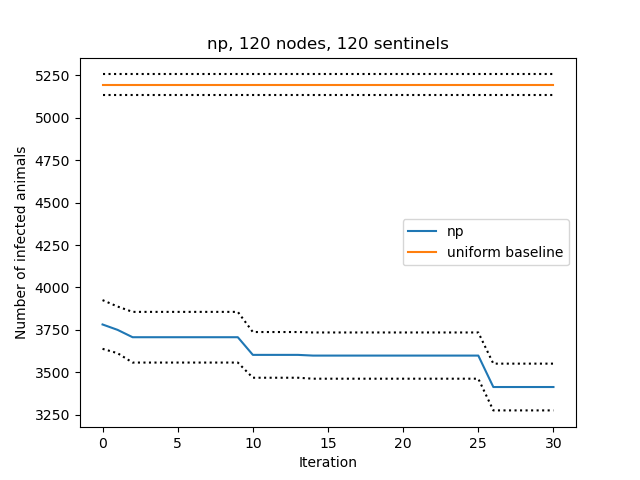 np, 120 nodes, 120 sentinels
5250
5000
4750
4500
4250
4000
3750
3500
3250
Number of infected animals
np
uniform baseline
0 5 10 15 20 25 30
Iteration